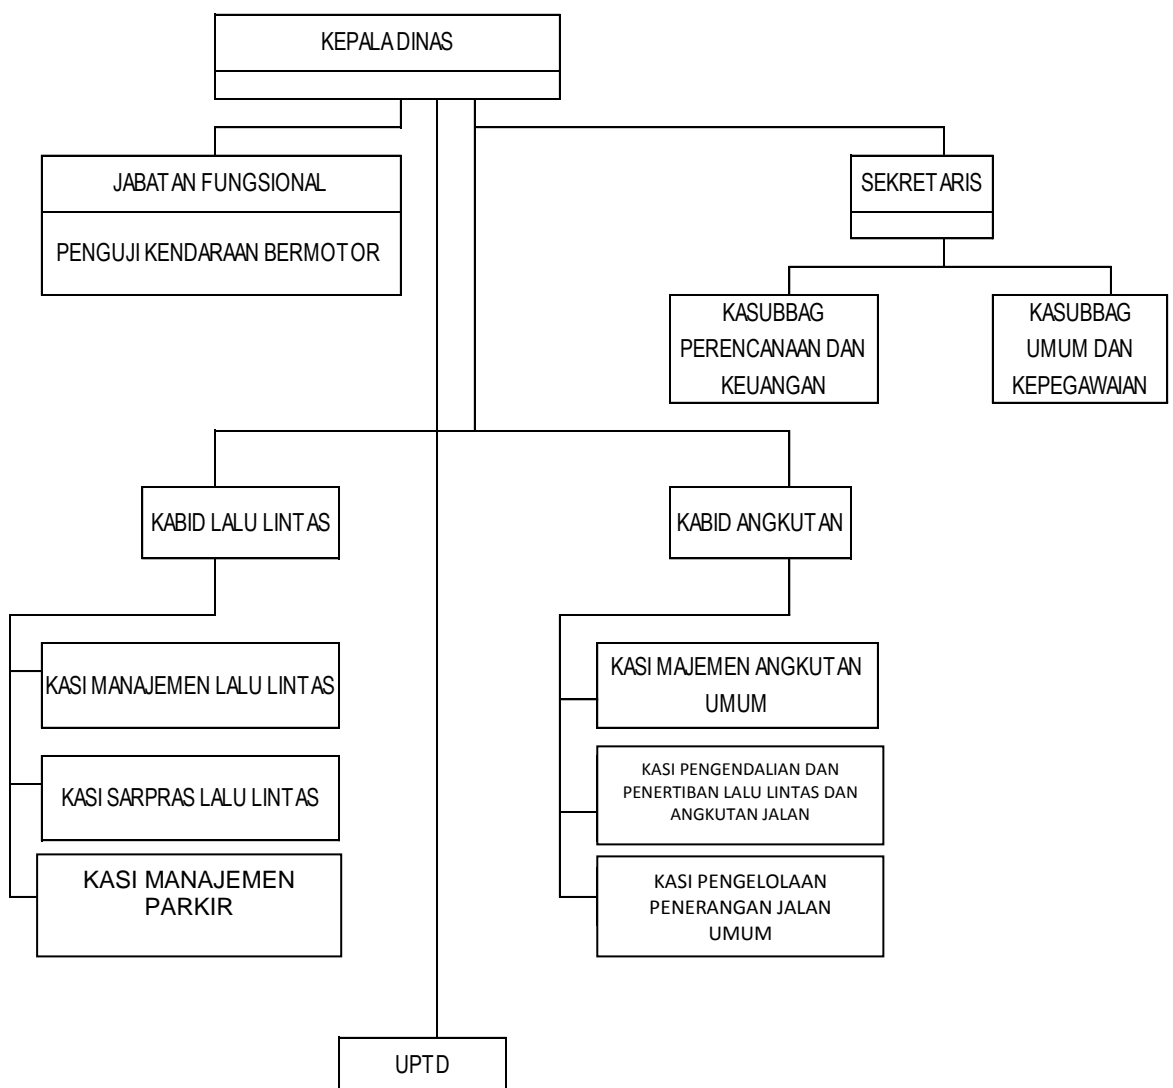 KEPALA DINAS
JABATAN FUNGSIONAL
PENGUJI KENDARAAN BERMOTOR
SEKRETARIS
KASUBBAG
PERENCANAAN DAN
KEUANGAN
KASUBBAG
UMUM DAN
KEPEGAWAIAN
KABID LALU LINTAS
KABID ANGKUTAN
KASI MANAJEMEN LALU LINTAS
KASI SARPRAS LALU LINTAS
KASI MANAJEMEN
PARKIR
KASI MAJEMEN ANGKUTAN
UMUM
KASI PENGENDALIAN DAN
PENERTIBAN LALU LINTAS DAN
ANGKUTAN JALAN
KASI PENGELOLAAN
PENERANGAN JALAN
UMUM
UPTD